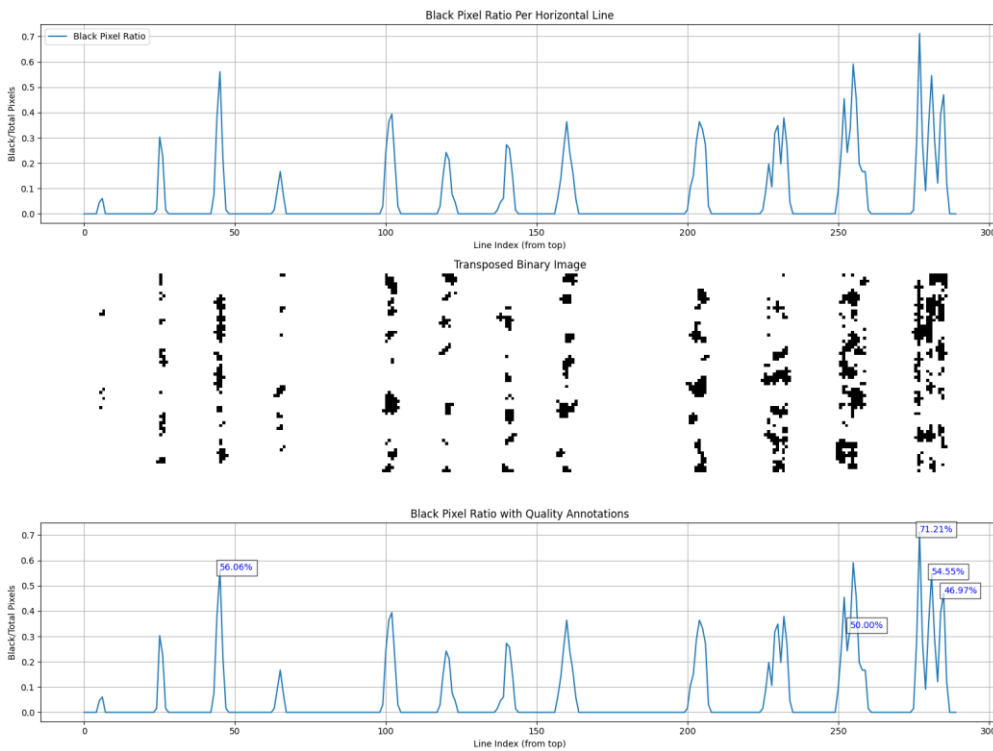 Black Pixel Ratio Per Horizontal Line
Black Pixel Ratio
0.7
0.6
0.5
0.4
0.3
0.2
0.1
0.0
Black/Total Pixels
0 50 100 150 200 250 300
Line Index (from top)
Transposed Binary Image
Black Pixel Ratio with Quality Annotations
71.21%
56.06%
54.55%
46.97%
50.00%
0.7
0.6
0.5
0.4
0.3
0.2
0.1
0.0
Black/Total Pixels
0 50 100 150 200 250 300
Line Index (from top)